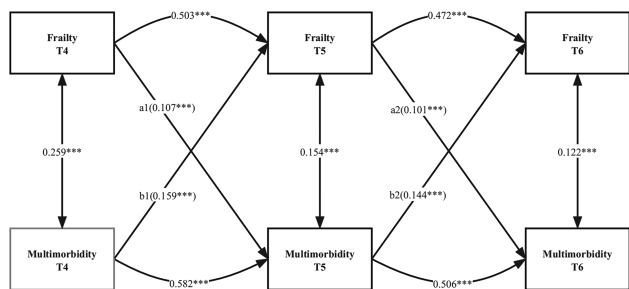 0.503***
0.472***
Frailty
T4
Frailty
T5
Frailty
T6
a1(0.107***)
a2(0.101***)
0.259***
0.154***
0.122***
b1(0.159***)
b2(0.144***)
Multimorbidity
T4
Multimorbidity
T5
Multimorbidity
T6
0.582***
0.506***